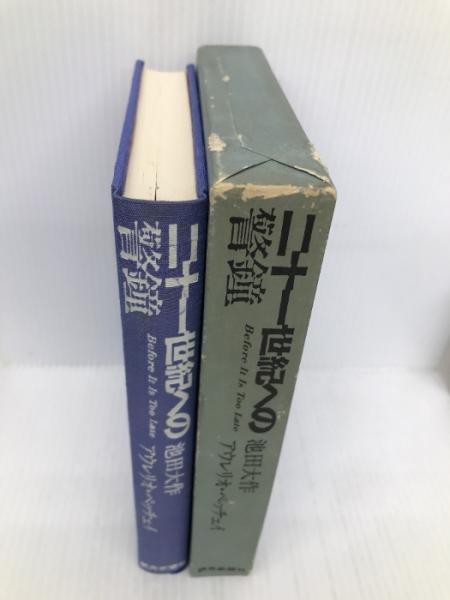 二十一世紀への
警鐘
Before It Is Too Late
池田大作
アウレリオ・ペッチェイ
二十一世紀への
警鐘
Before It Is Too Late
池田大作
アウレリオ・ペッチェイ